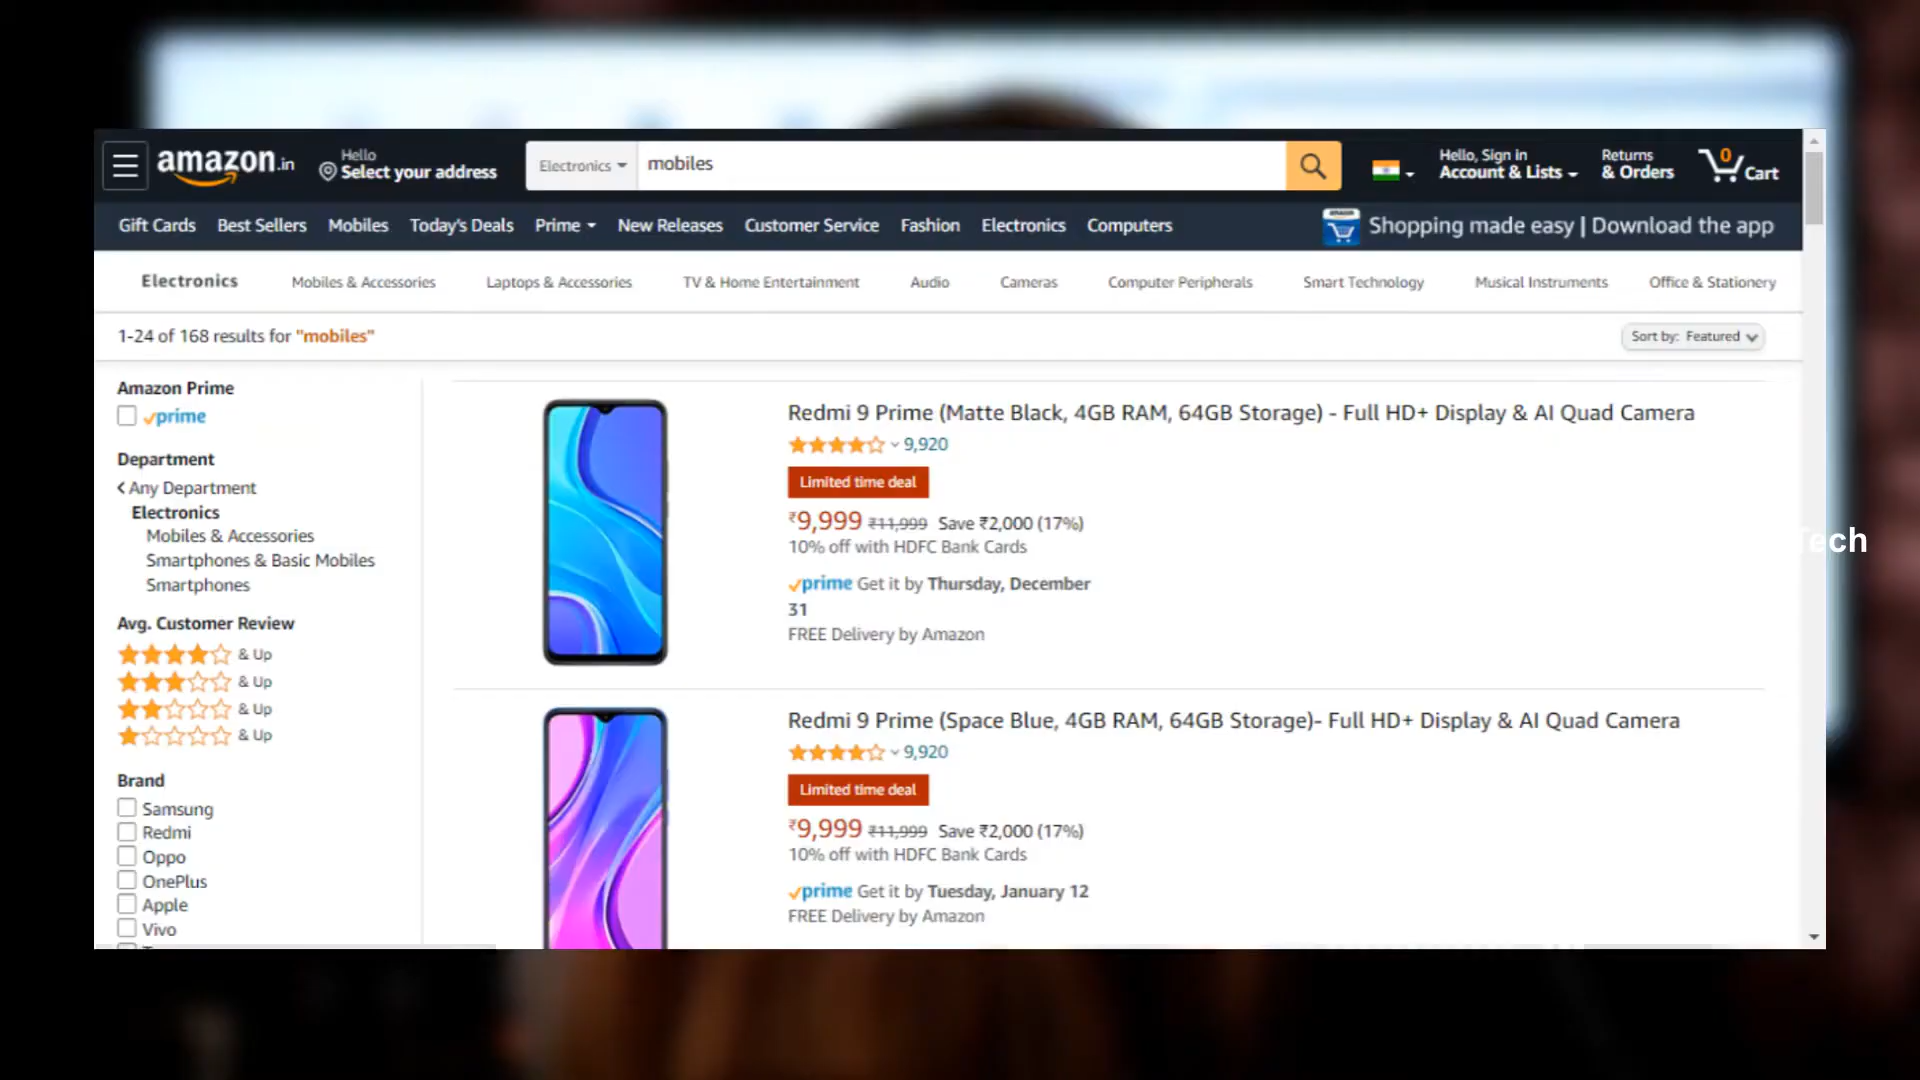 amazon.in
Hello
Select your address
Electronics
mobiles
Hello, Sign in
Account & Lists
Returns
& Orders
0
Cart
Gift Cards
Best Sellers
Mobiles
Today's Deals
Prime
New Releases
Customer Service
Fashion
Electronics
Computers
Shopping made easy | Download the app
Electronics
Mobiles & Accessories
Laptops & Accessories
TV & Home Entertainment
Audio
Cameras
Computer Peripherals
Smart Technology
Musical Instruments
Office & Stationery
1-24 of 168 results for "mobiles"
Sort by: Featured
Amazon Prime
prime
Department
Any Department
Electronics
Mobiles & Accessories
Smartphones & Basic Mobiles
Smartphones
Avg. Customer Review
& Up
& Up
& Up
& Up
Brand
Samsung
Redmi
Oppo
OnePlus
Apple
Vivo
Redmi 9 Prime (Matte Black, 4GB RAM, 64GB Storage) - Full HD+ Display & AI Quad Camera
9,920
Limited time deal
₹9,999 ₹11,999 Save ₹2,000 (17%)
10% off with HDFC Bank Cards
prime Get it by Thursday, December
31
FREE Delivery by Amazon
Redmi 9 Prime (Space Blue, 4GB RAM, 64GB Storage)- Full HD+ Display & AI Quad Camera
9,920
Limited time deal
₹9,999 ₹11,999 Save ₹2,000 (17%)
10% off with HDFC Bank Cards
prime Get it by Tuesday, January 12
FREE Delivery by Amazon
Tech